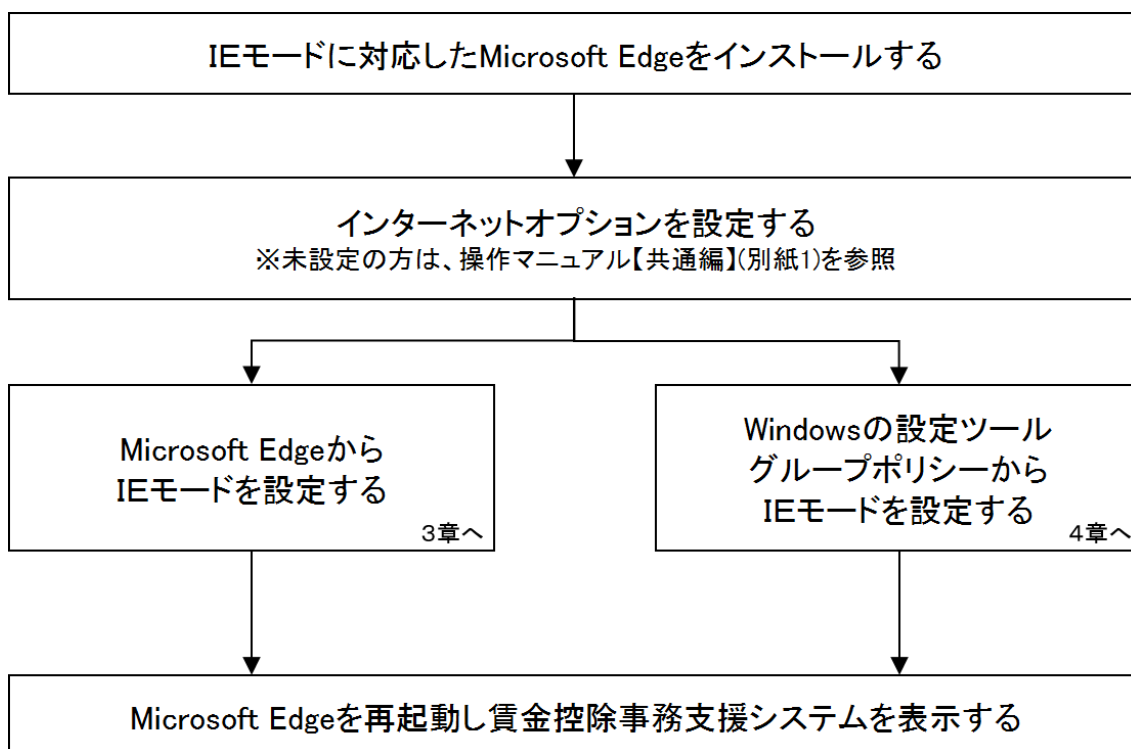 IEモードに対応したMicrosoft Edgeをインストールする
インターネットオプションを設定する
※未設定の方は、操作マニュアル【共通編】(別紙1)を参照
Microsoft Edgeから
IEモードを設定する
3章へ
Windowsの設定ツール
グループポリシーから
IEモードを設定する
4章へ
Microsoft Edgeを再起動し賃金控除事務支援システムを表示する